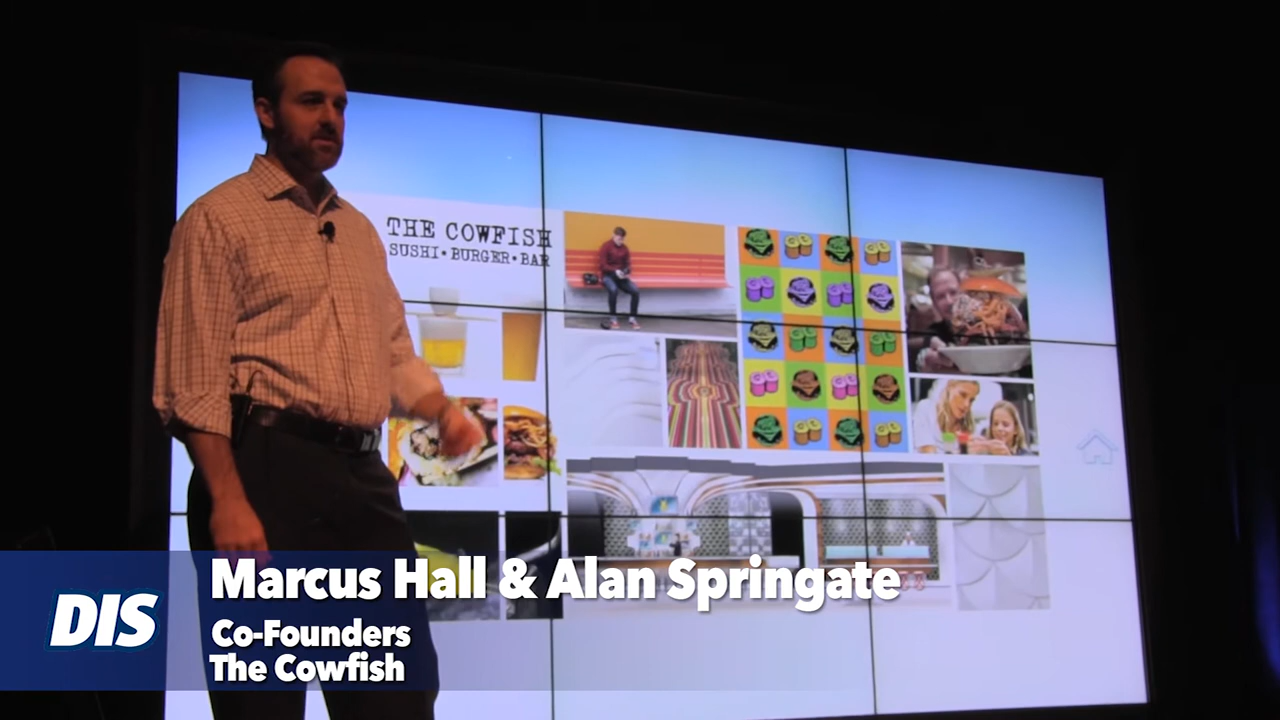 THE COWFISH
SUSHI•BURGER•BAR
DIS
Marcus Hall & Alan Springate
Co-Founders
The Cowfish